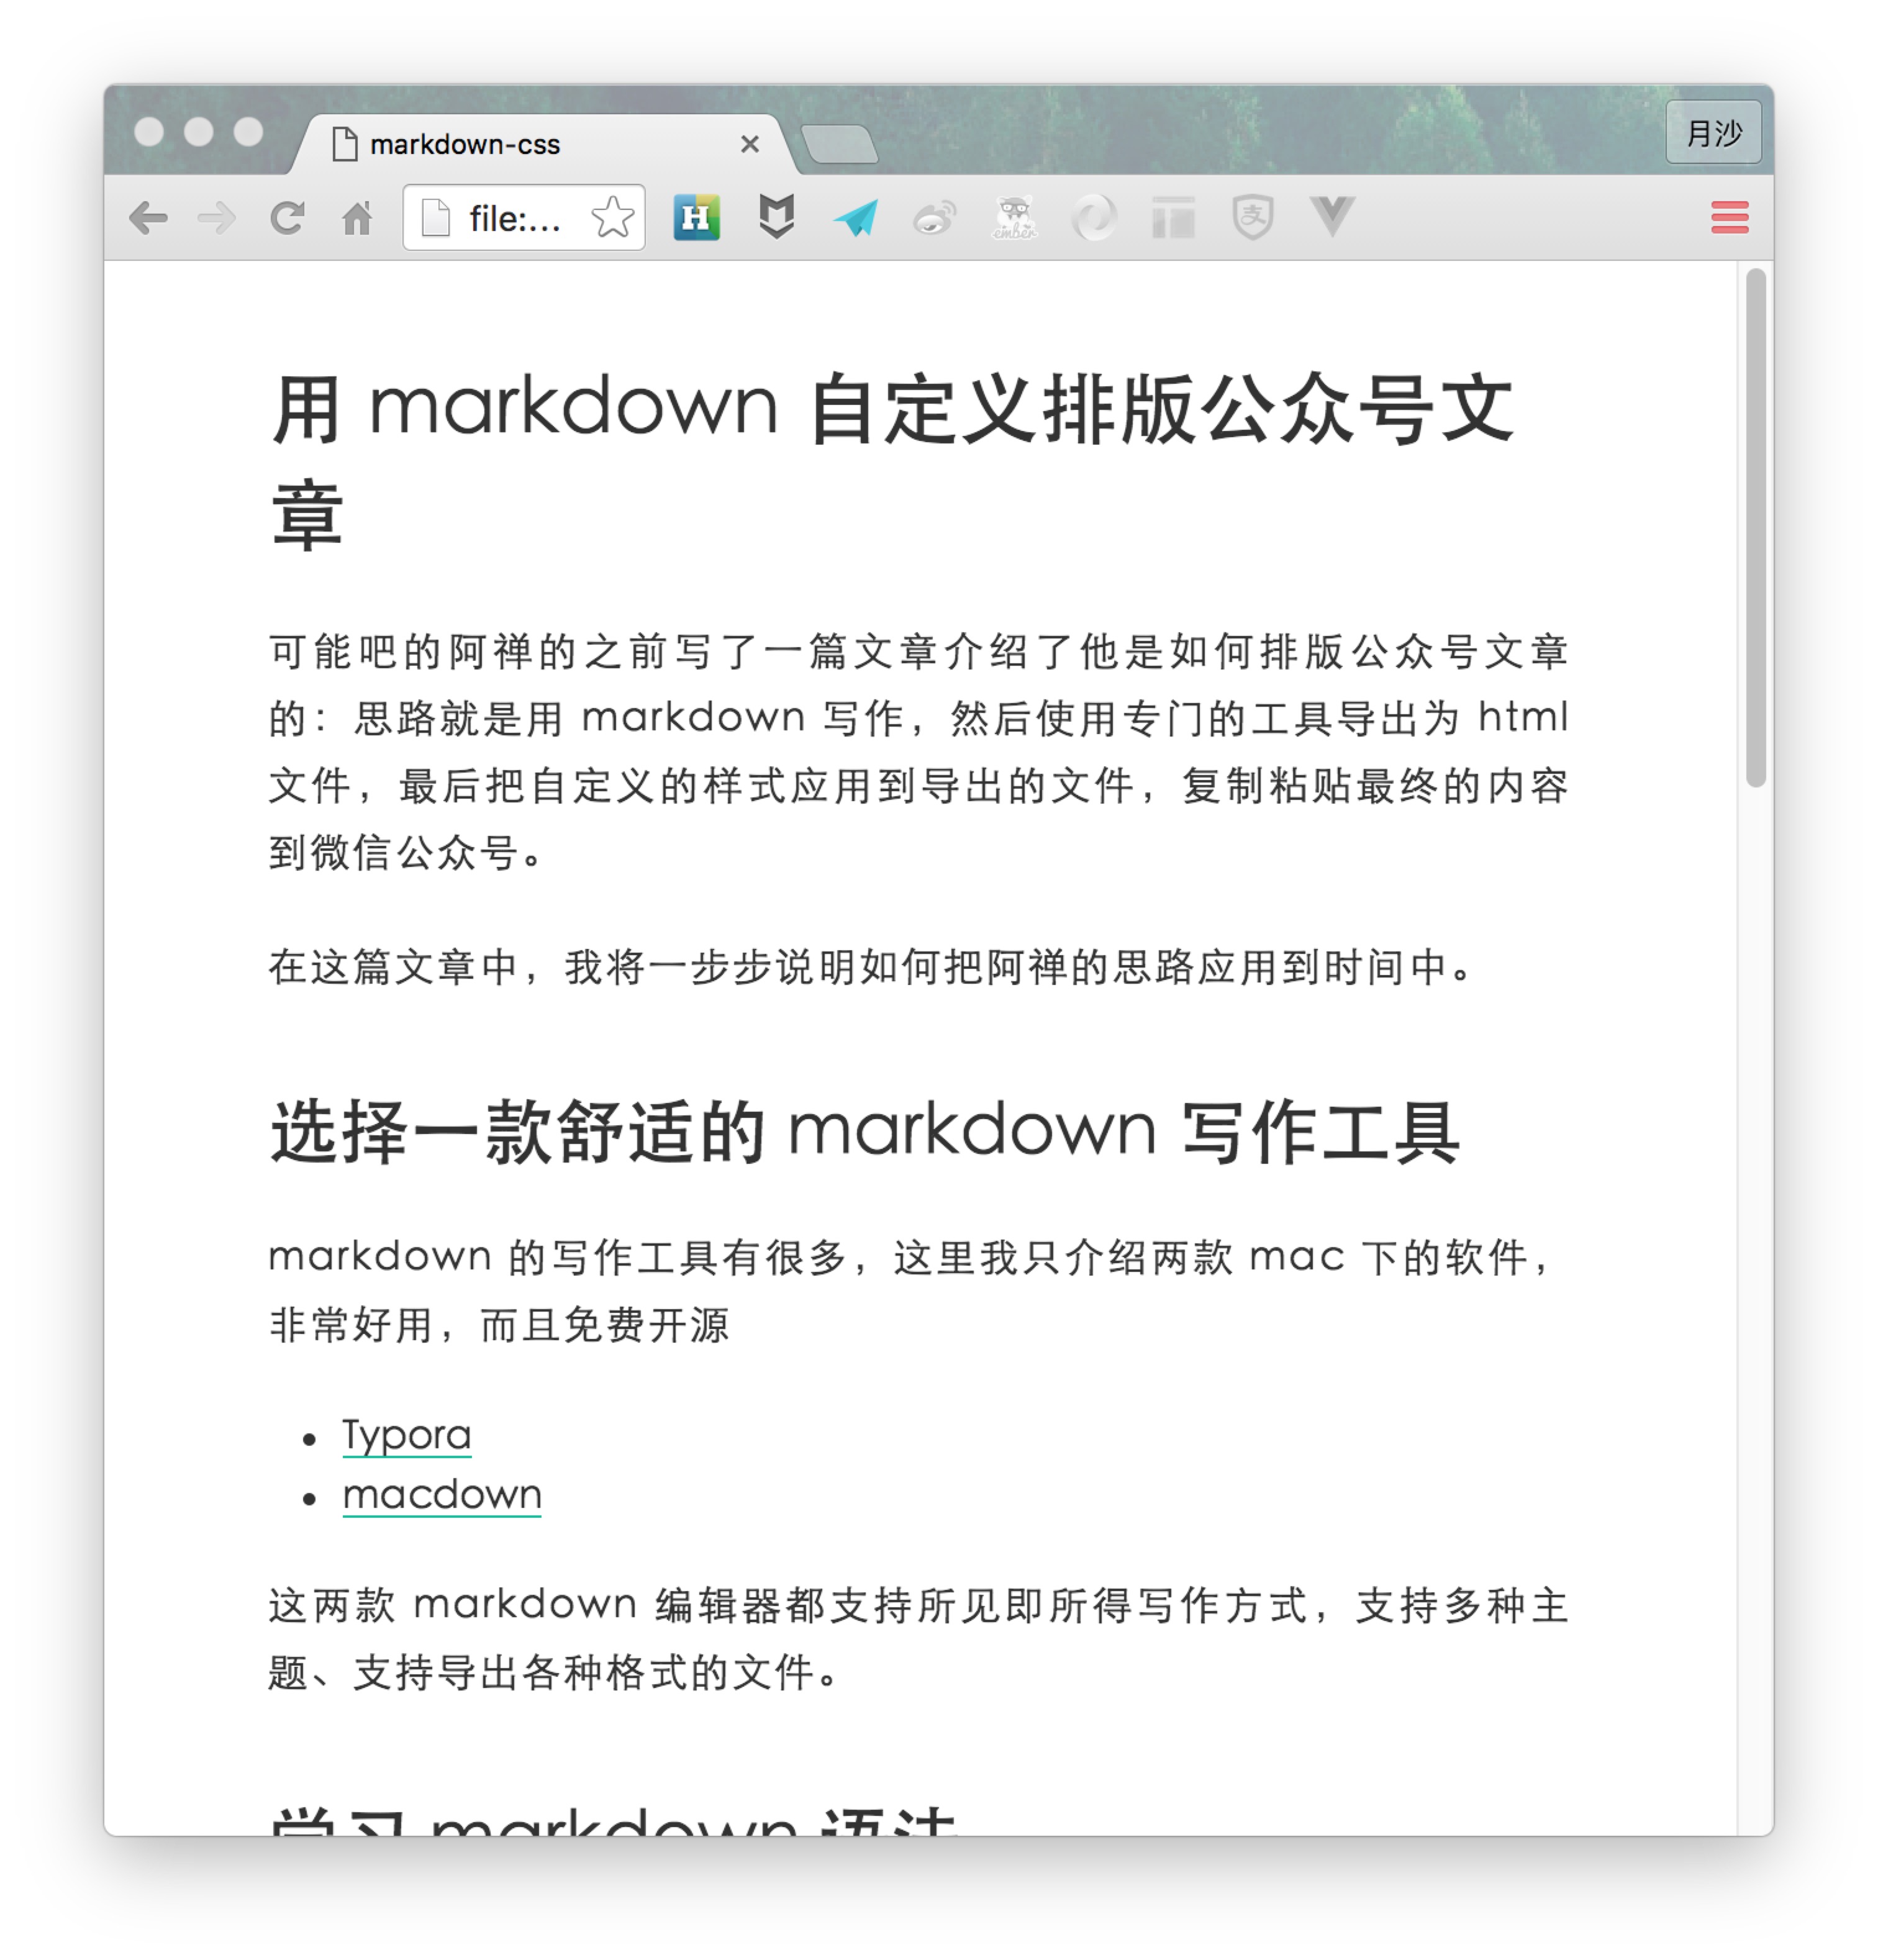 markdown-css
月沙
file:...
H
ember
支
用 markdown 自定义排版公众号文
章
可能吧的阿禅的之前写了一篇文章介绍了他是如何排版公众号文章
的：思路就是用 markdown 写作，然后使用专门的工具导出为 html
文件，最后把自定义的样式应用到导出的文件，复制粘贴最终的内容
到微信公众号。
在这篇文章中，我将一步步说明如何把阿禅的思路应用到时间中。
选择一款舒适的 markdown 写作工具
markdown 的写作工具有很多，这里我只介绍两款 mac 下的软件，
非常好用，而且免费开源
• Typora
• macdown
这两款 markdown 编辑器都支持所见即所得写作方式，支持多种主
题、支持导出各种格式的文件。
学习 markdown 语法